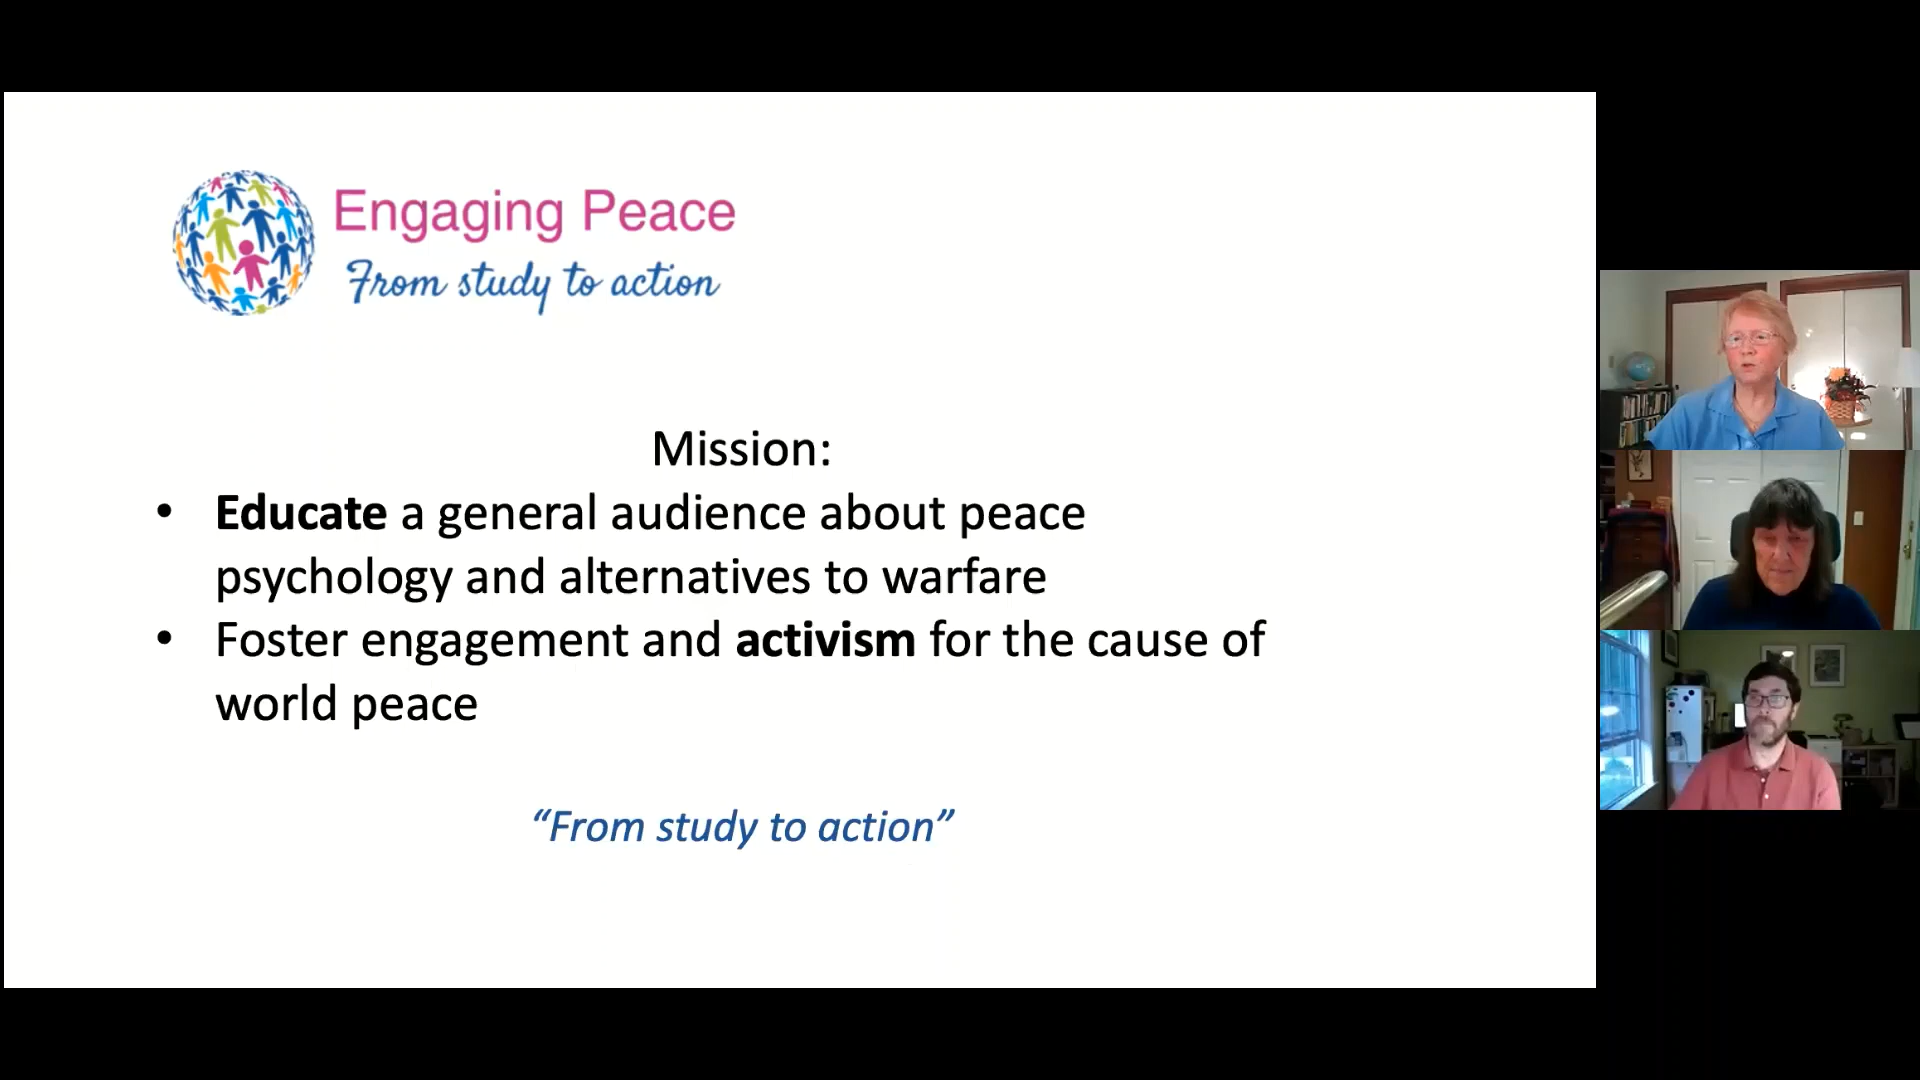 Engaging Peace
From study to action
Mission:
• Educate a general audience about peace
psychology and alternatives to warfare
• Foster engagement and activism for the cause of
world peace
“From study to action”